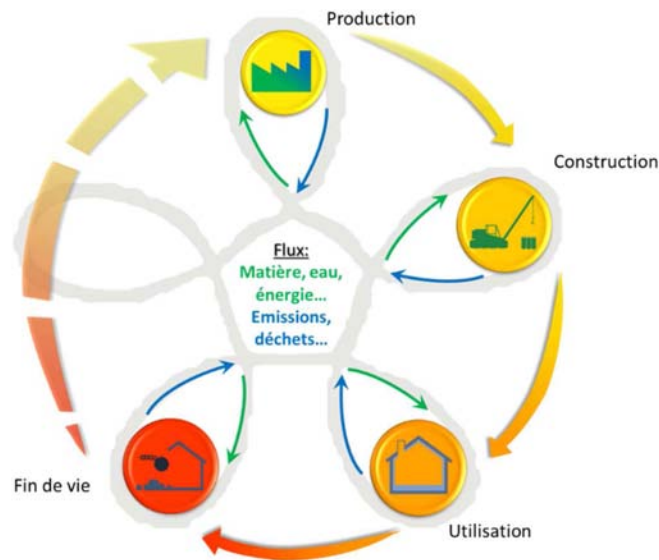 Production
Construction
Flux:
Matière, eau,
énergie...
Emissions,
déchets...
Fin de vie
Utilisation